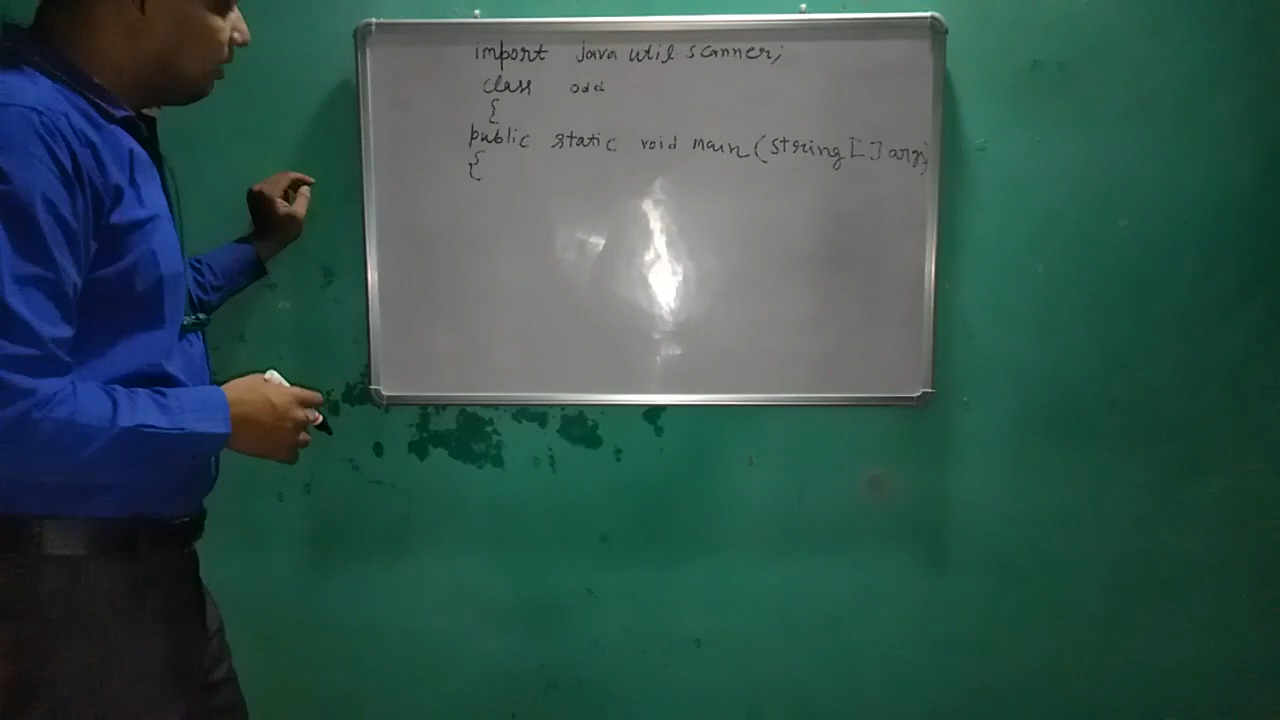 import java util scanner;
class odd
{
public static void main (string [ ] args)
{